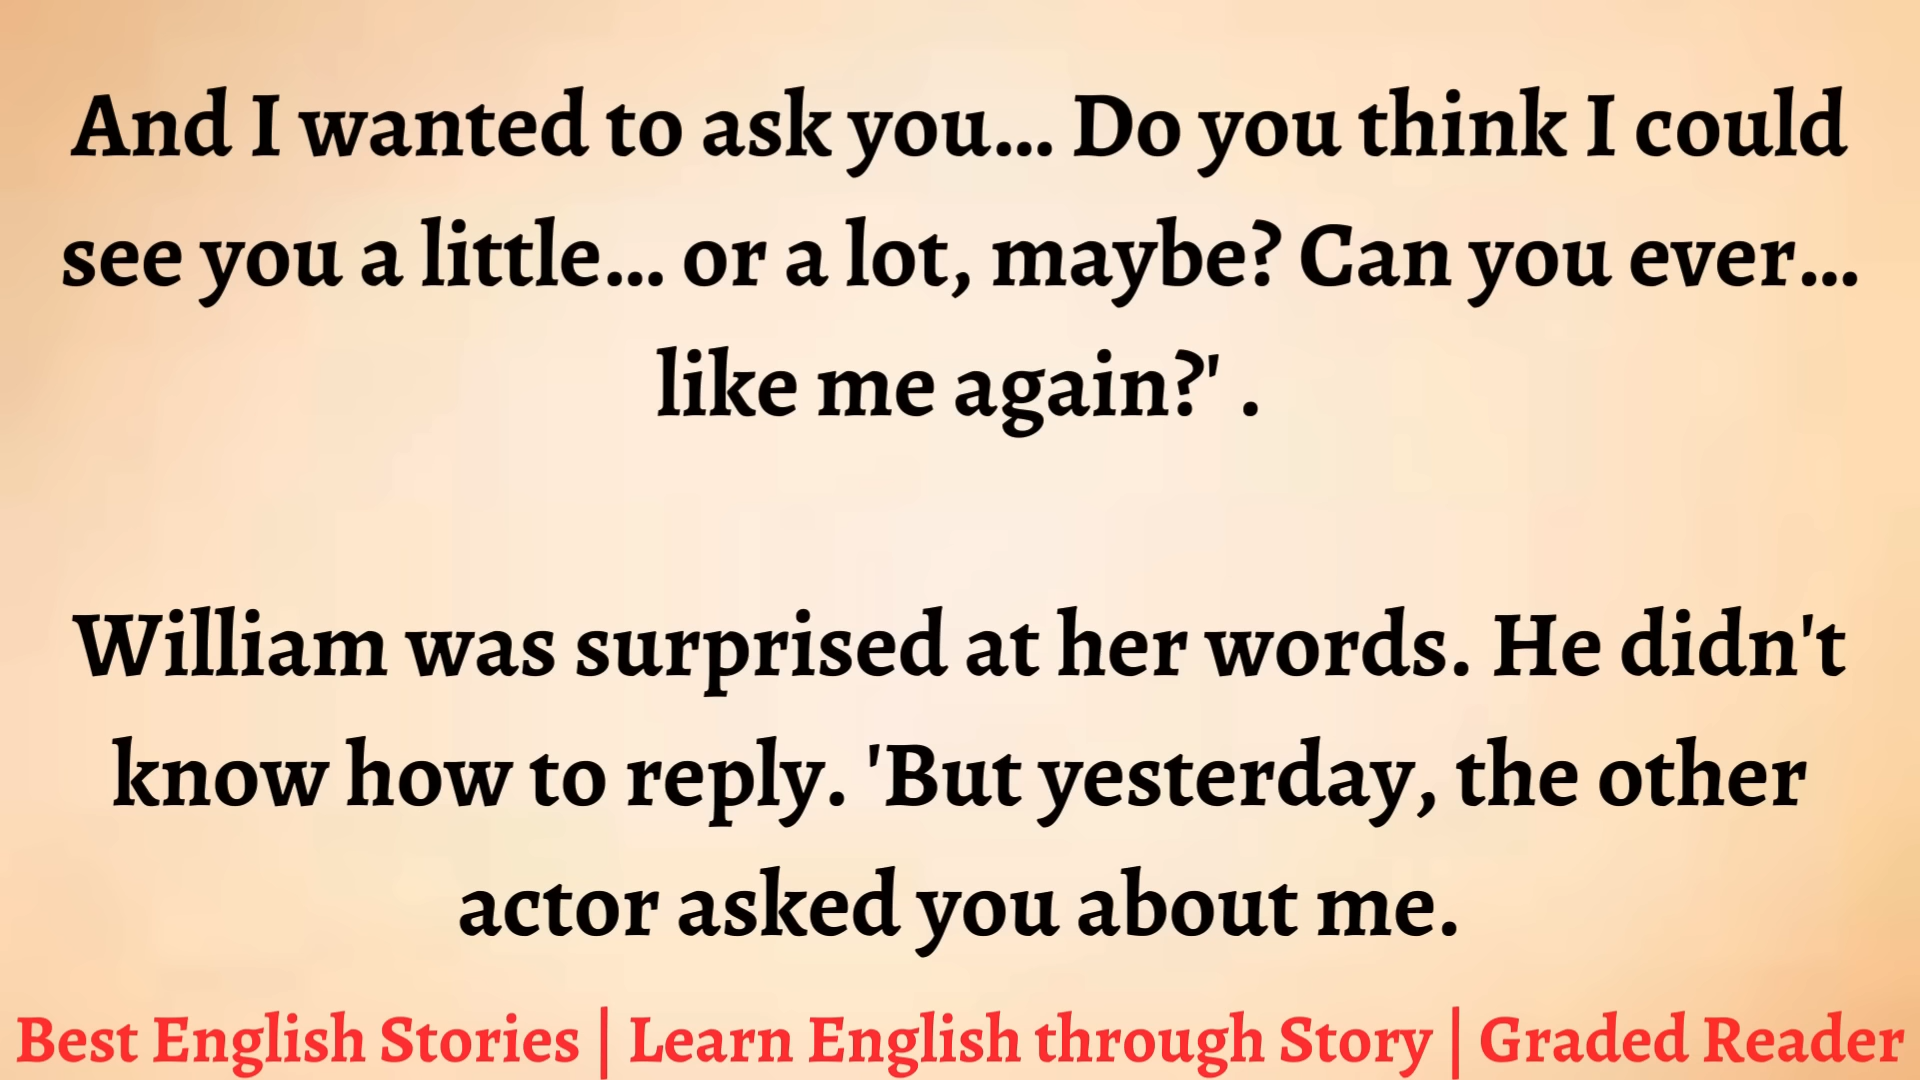 And I wanted to ask you... Do you think I could
see you a little... or a lot, maybe? Can you ever...
like me again?' .
William was surprised at her words. He didn't
know how to reply. 'But yesterday, the other
actor asked you about me.
Best English Stories | Learn English through Story | Graded Reader